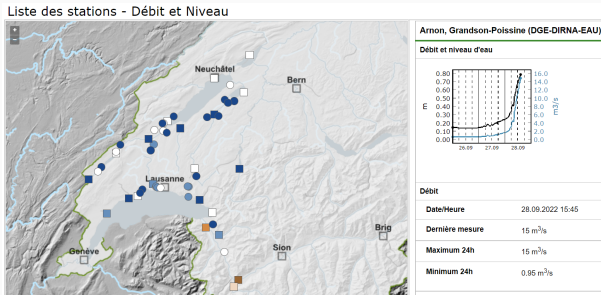 Liste des stations - Débit et Niveau
+
−
Neuchâtel
Bern
Lausanne
Genève
Sion
Brig
Arnon, Grandson-Poissine (DGE-DIRNA-EAU)
Débit et niveau d'eau
m
0.80
0.70
0.60
0.50
0.40
0.30
0.20
0.10
0.00
16.0
14.0
12.0
10.0
8.0
6.0
4.0
2.0
0.0
m3/s
26.09 27.09 28.09
Débit
Date/Heure 28.09.2022 15:45
Dernière mesure 15 m³/s
Maximum 24h 15 m³/s
Minimum 24h 0.95 m³/s